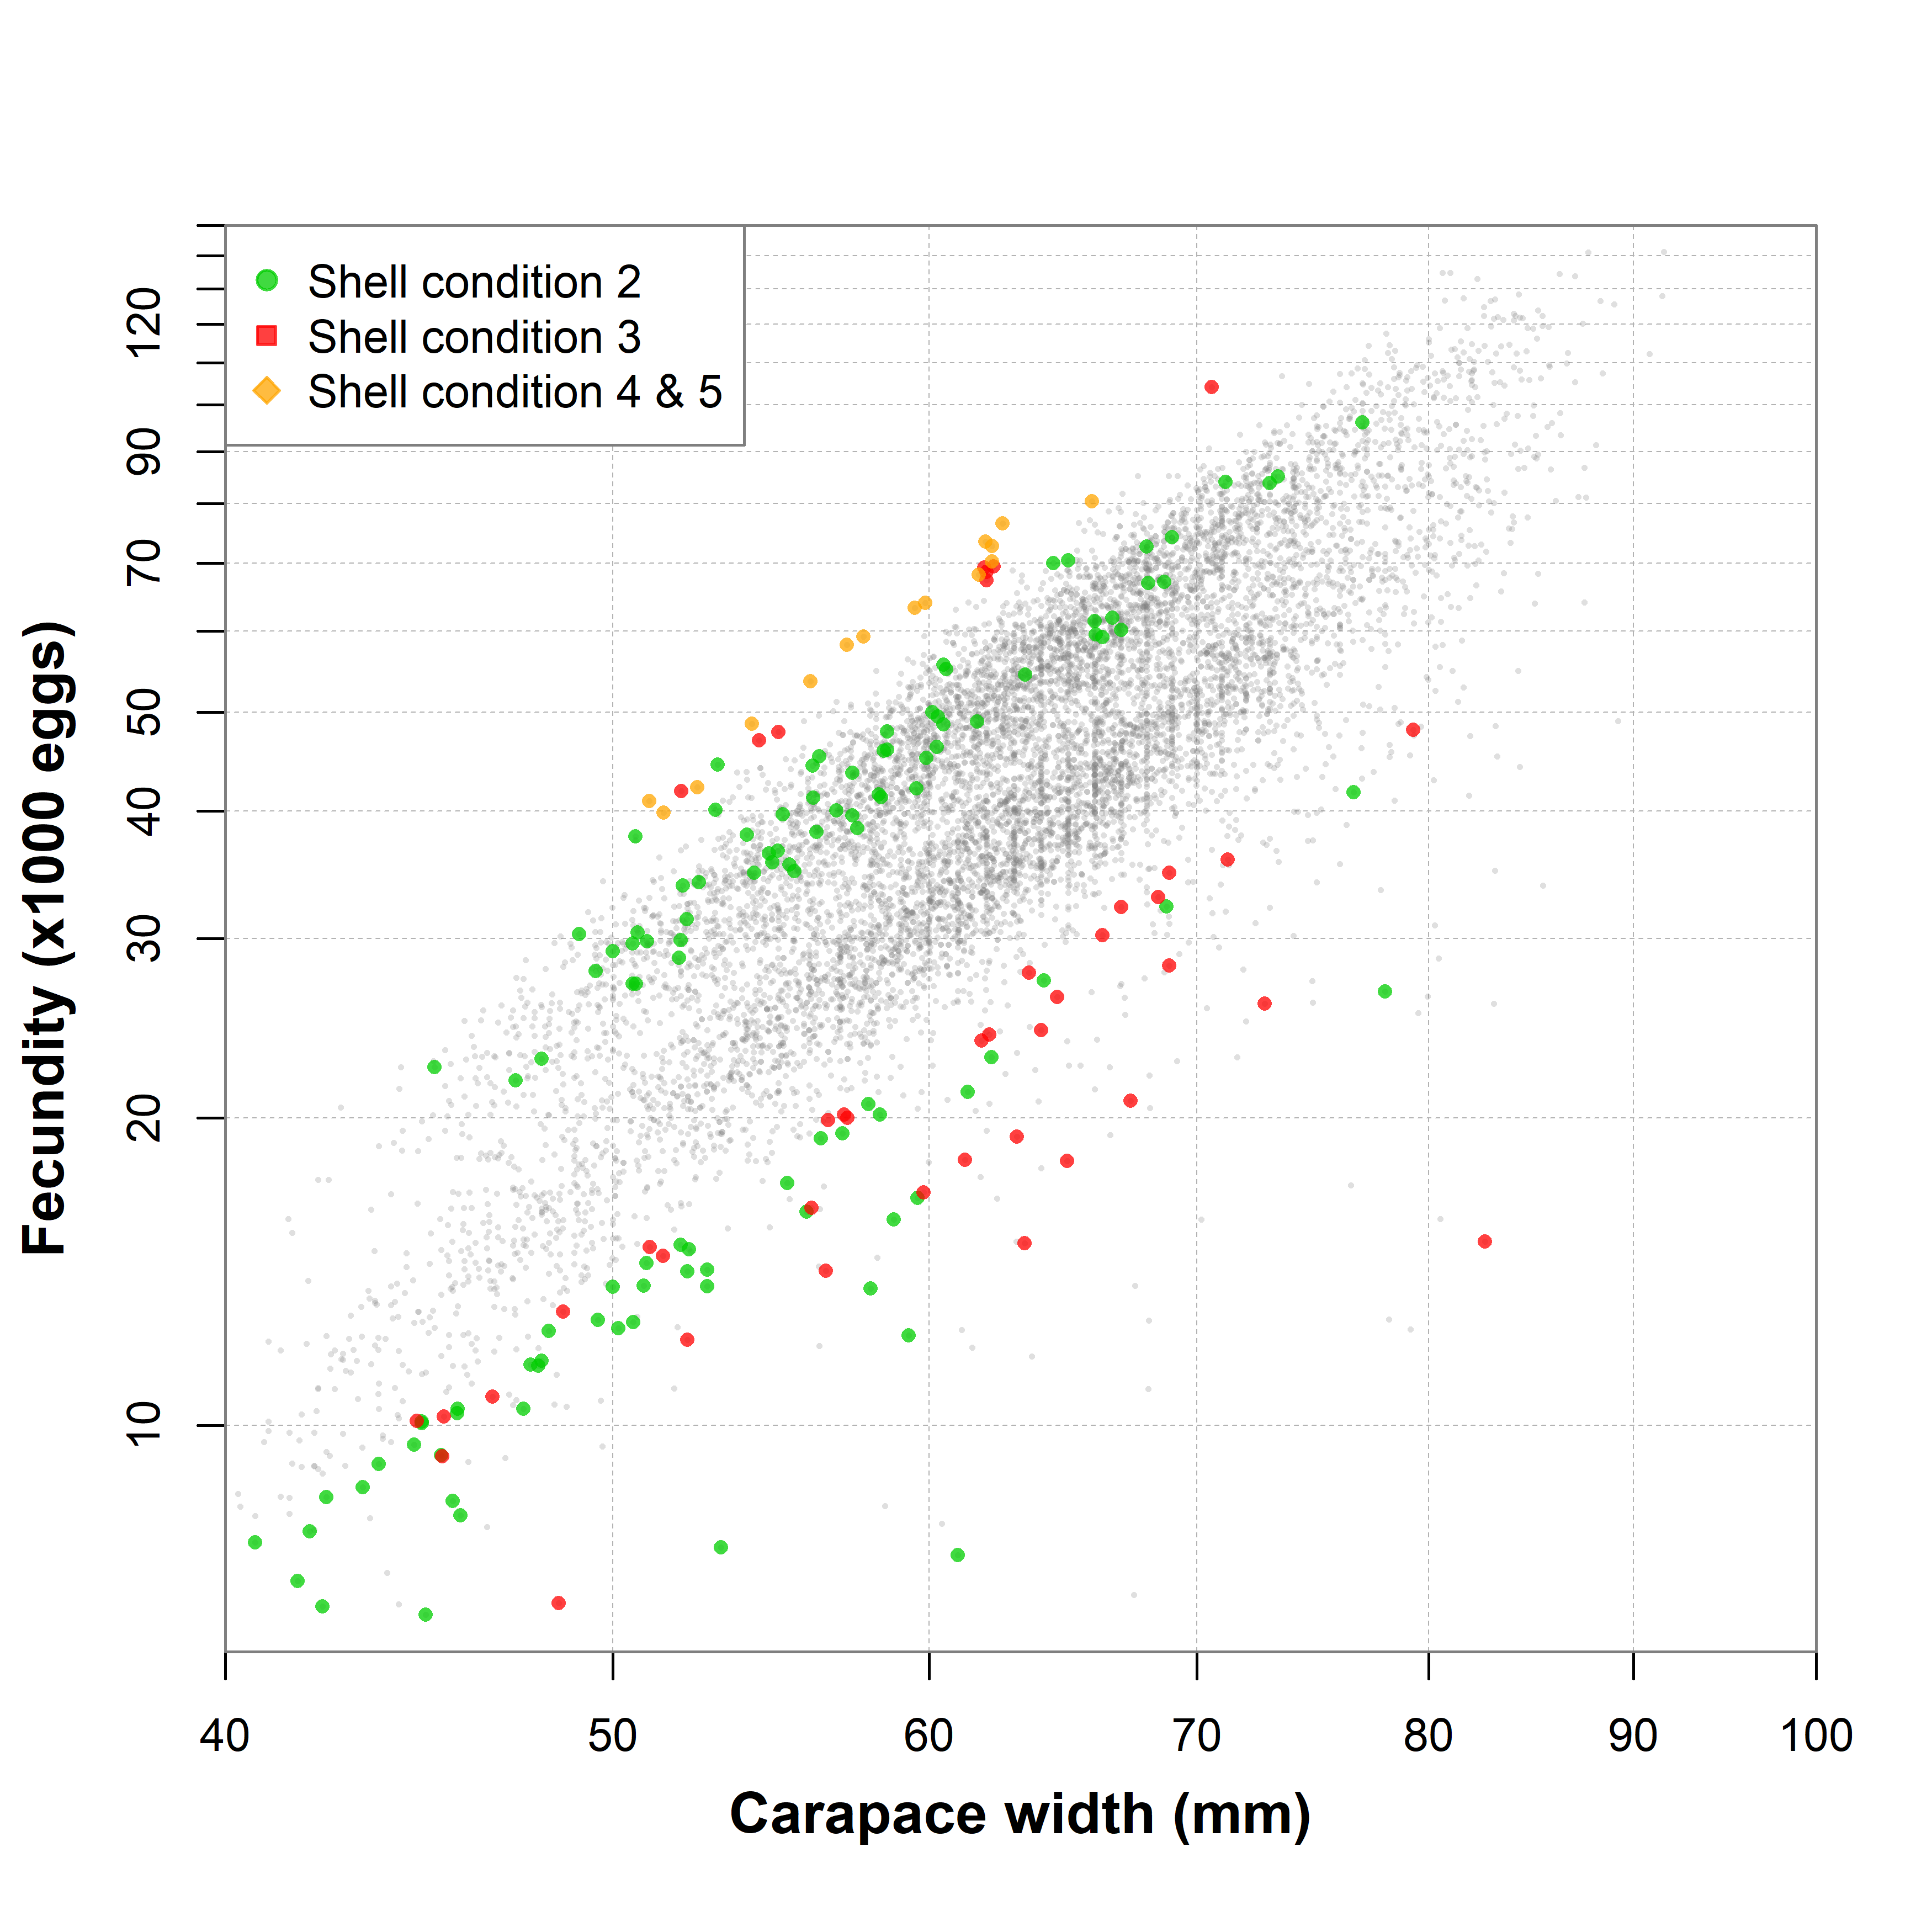 Shell condition 2
Shell condition 3
Shell condition 4 & 5
120
90
70
50
40
30
20
10
Fecundity (x1000 eggs)
40 50 60 70 80 90 100
Carapace width (mm)